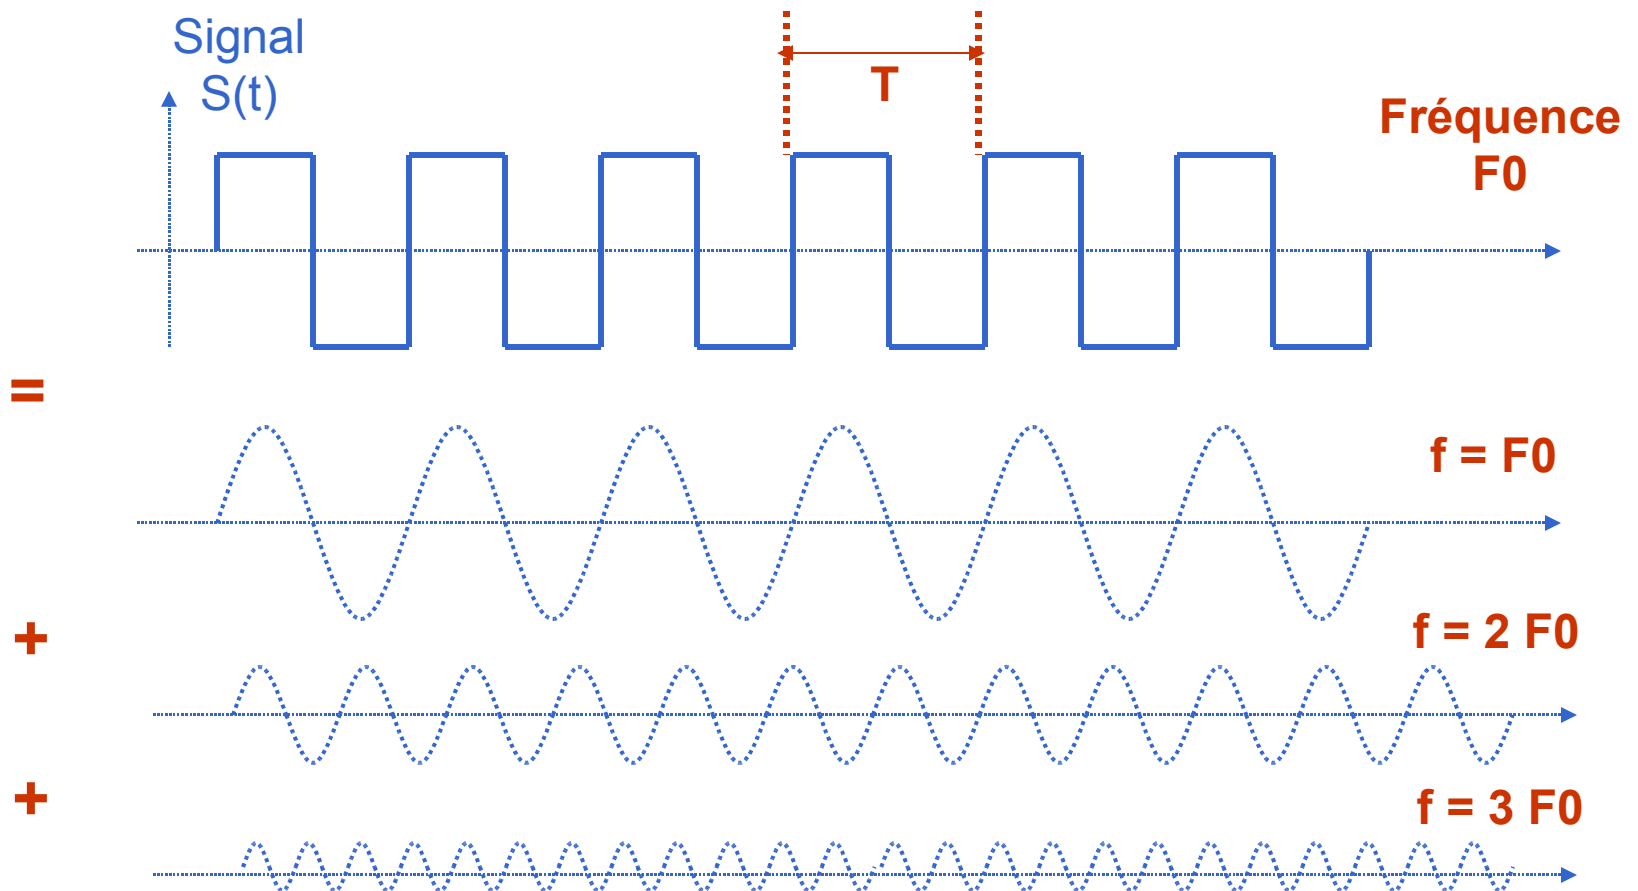 Signal
S(t)
T
Fréquence
F0
=
f = F0
+
f = 2 F0
+
f = 3 F0